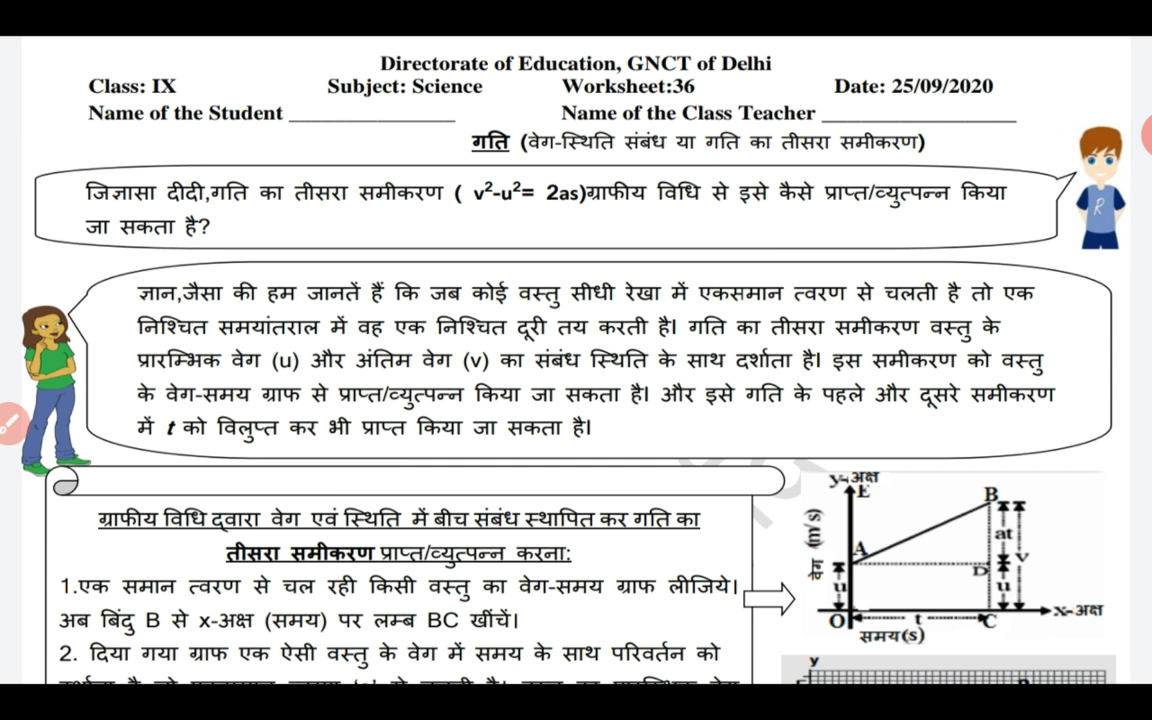 Directorate of Education, GNCT of Delhi
Class: IX Subject: Science Worksheet:36 Date: 25/09/2020
Name of the Student _______________ Name of the Class Teacher __________________
गति (वेग-स्थिति संबंध या गति का तीसरा समीकरण)
जिज्ञासा दीदी,गति का तीसरा समीकरण ( v²-u²= 2as)ग्राफीय विधि से इसे कैसे प्राप्त/व्युत्पन्न किया
जा सकता है?
R
ज्ञान,जैसा की हम जानतें हैं कि जब कोई वस्तु सीधी रेखा में एकसमान त्वरण से चलती है तो एक
निश्चित समयांतराल में वह एक निश्चित दूरी तय करती है। गति का तीसरा समीकरण वस्तु के
प्रारम्भिक वेग (u) और अंतिम वेग (v) का संबंध स्थिति के साथ दर्शाता है। इस समीकरण को वस्तु
के वेग-समय ग्राफ से प्राप्त/व्युत्पन्न किया जा सकता है। और इसे गति के पहले और दूसरे समीकरण
में t को विलुप्त कर भी प्राप्त किया जा सकता है।
ग्राफीय विधि द्वारा वेग एवं स्थिति में बीच संबंध स्थापित कर गति का
तीसरा समीकरण प्राप्त/व्युत्पन्न करना:
1.एक समान त्वरण से चल रही किसी वस्तु का वेग-समय ग्राफ लीजिये।
अब बिंदु B से x-अक्ष (समय) पर लम्ब BC खींचें।
2. दिया गया ग्राफ एक ऐसी वस्तु के वेग में समय के साथ परिवर्तन को
y-अक्ष
E
B
वेग (m/s)
A
at
v
D
u
u
O
t
C
x-अक्ष
समय(s)
y